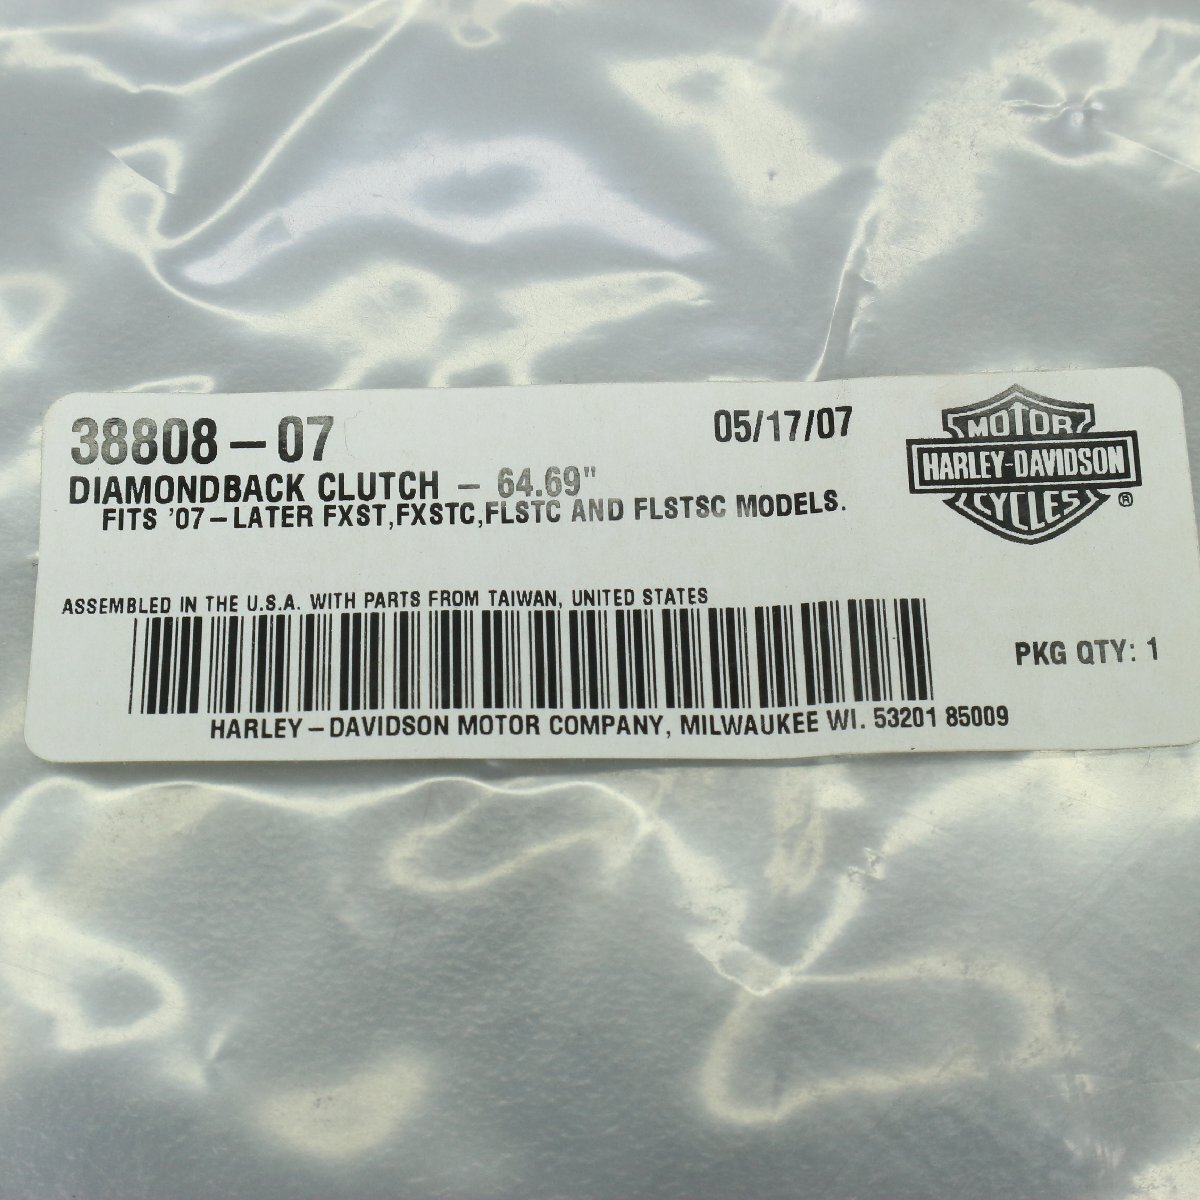 38808-07
05/17/07
DIAMONDBACK CLUTCH - 64.69"
FITS '07-LATER FXST,FXSTC,FLSTC AND FLSTSC MODELS.
MOTOR
HARLEY-DAVIDSON
CYCLES
®
ASSEMBLED IN THE U.S.A. WITH PARTS FROM TAIWAN, UNITED STATES
PKG QTY: 1
HARLEY-DAVIDSON MOTOR COMPANY, MILWAUKEE WI. 53201 85009